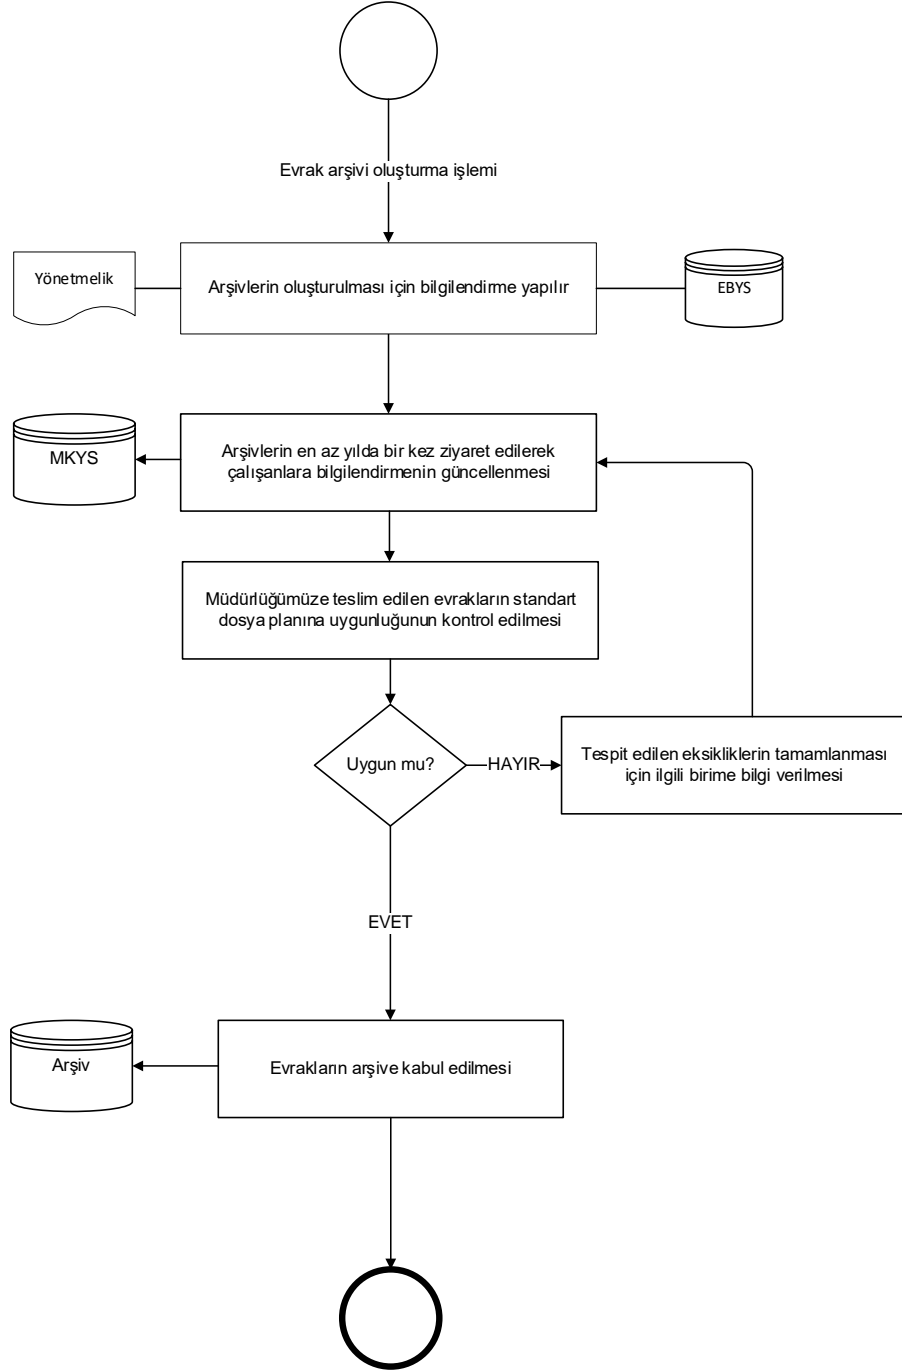 Evrak arşivi oluşturma işlemi
Yönetmelik
Arşivlerin oluşturulması için bilgilendirme yapılır
EBYS
MKYS
Arşivlerin en az yılda bir kez ziyaret edilerek
çalışanlara bilgilendirmenin güncellenmesi
Müdürlüğümüze teslim edilen evrakların standart
dosya planına uygunluğunun kontrol edilmesi
Uygun mu?
HAYIR
Tespit edilen eksikliklerin tamamlanması
için ilgili birime bilgi verilmesi
EVET
Arşiv
Evrakların arşive kabul edilmesi